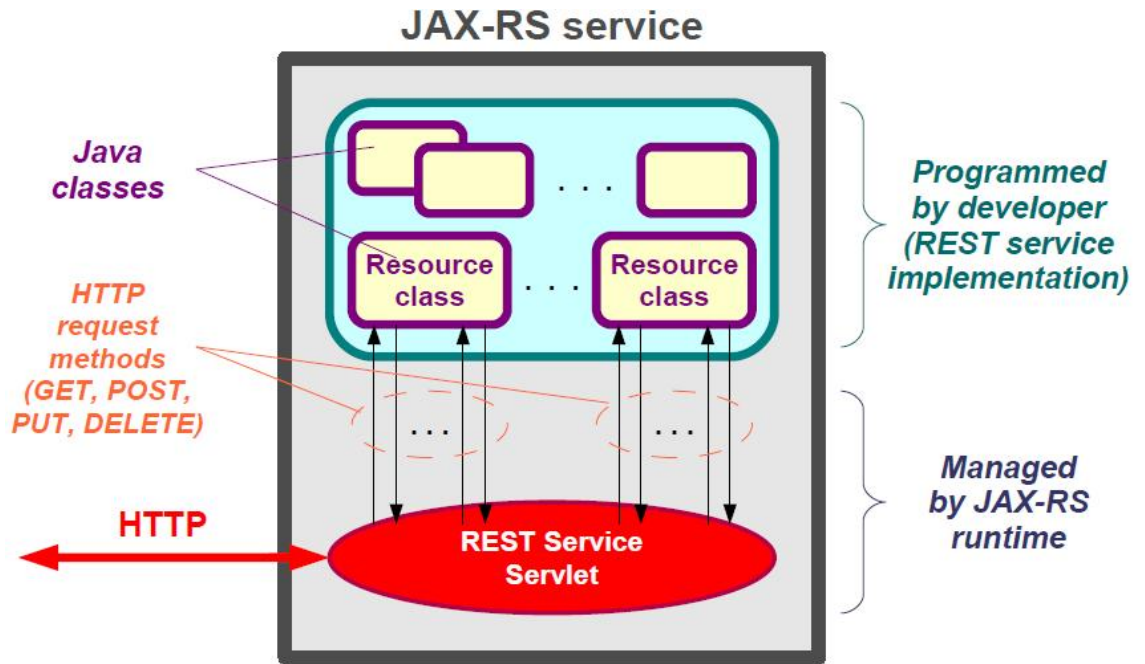 JAX-RS service
Java
classes
. . .
Resource
class
. . .
Resource
class
Programmed
by developer
(REST service
implementation)
HTTP
request
methods
(GET, POST,
PUT, DELETE)
. . .
. . .
Managed
by JAX-RS
runtime
HTTP
REST Service
Servlet